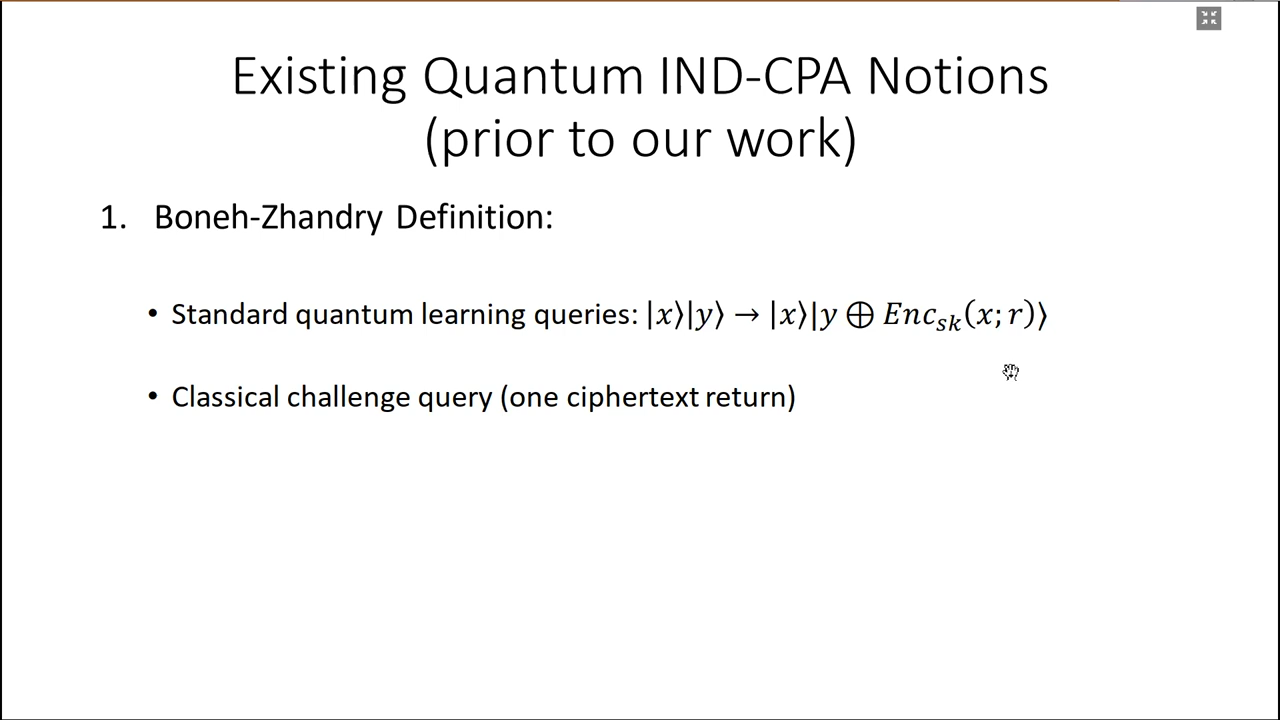 Existing Quantum IND-CPA Notions
(prior to our work)
1. Boneh-Zhandry Definition:
• Standard quantum learning queries: |x⟩|y⟩ → |x⟩|y ⊕ Enc_sk(x; r)⟩
• Classical challenge query (one ciphertext return)